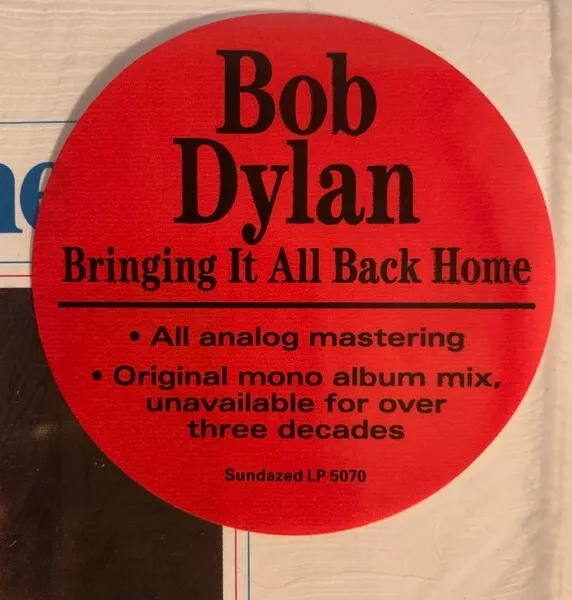 Bob
Dylan
Bringing It All Back Home
• All analog mastering
• Original mono album mix,
unavailable for over
three decades
Sundazed LP 5070